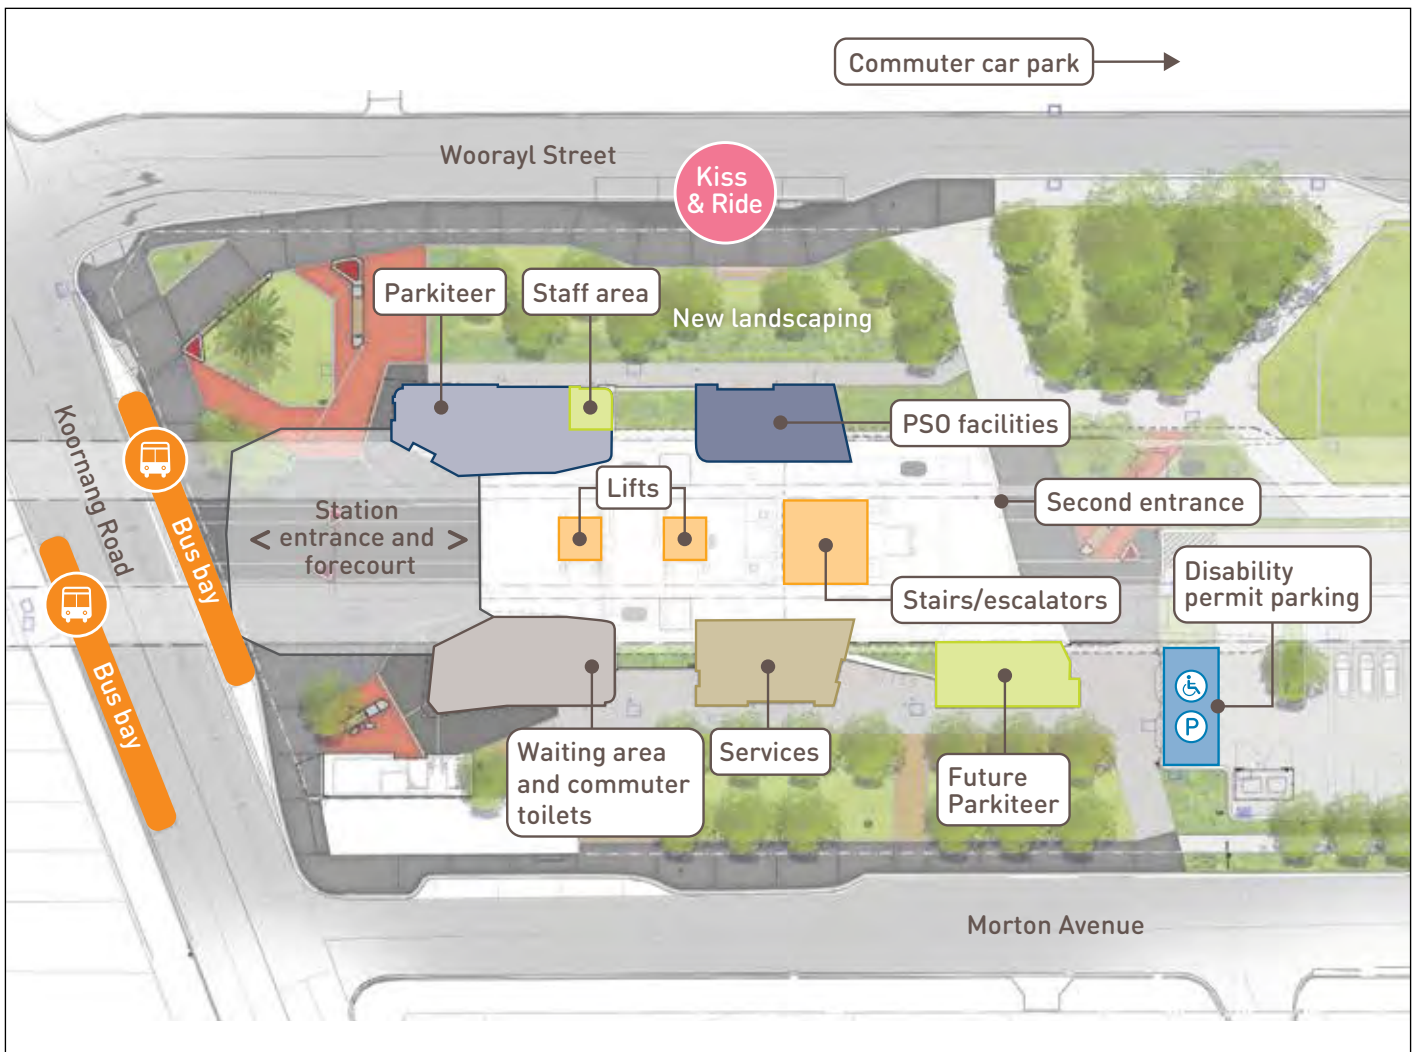 Commuter car park
Woorayl Street
Kiss
& Ride
Parkiteer
Staff area
New landscaping
PSO facilities
Koornang Road
Lifts
Second entrance
Station
< entrance and >
forecourt
Bus bay
Disability
permit parking
Stairs/escalators
Bus bay
P
Waiting area
and commuter
toilets
Services
Future
Parkiteer
Morton Avenue